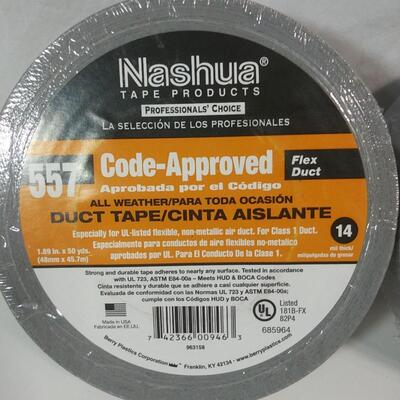 Nashua®
TAPE PRODUCTS
PROFESSIONALS' CHOICE
LA SELECCIÓN DE LOS PROFESIONALES
557
Code-Approved
Aprobada por el Código
Flex
Duct
ALL WEATHER/PARA TODA OCASIÓN
DUCT TAPE/CINTA AISLANTE
14
mil thick/
milipulgadas de grosor
1.89 in. x 50 yds.
(48mm x 45.7m)
Especially for UL-listed flexible, non-metallic air duct. For Class 1 Duct.
Especialmente para conductos de aire flexibles no-metalico
aprobados por UL. Para El Conducto De la Clase 1.
Strong and durable tape adheres to nearly any surface. Tested in accordance
with UL 723, ASTM E84-00a – Meets HUD & BOCA Codes
Cinta resistente y durable que se adhiere a casi cualquier superficie.
Evaluada de conformidad con las Normas UL 723 y ASTM E84-00a;
cumple con los Códigos HUD y BOCA
Made in USA
Fabricada en EE.UU.
7 42366 00946 3
963158
UL
Listed
181B-FX
82P4
685964
Berry Plastics Corporation
Franklin, KY 42134
www.berryplastics.com